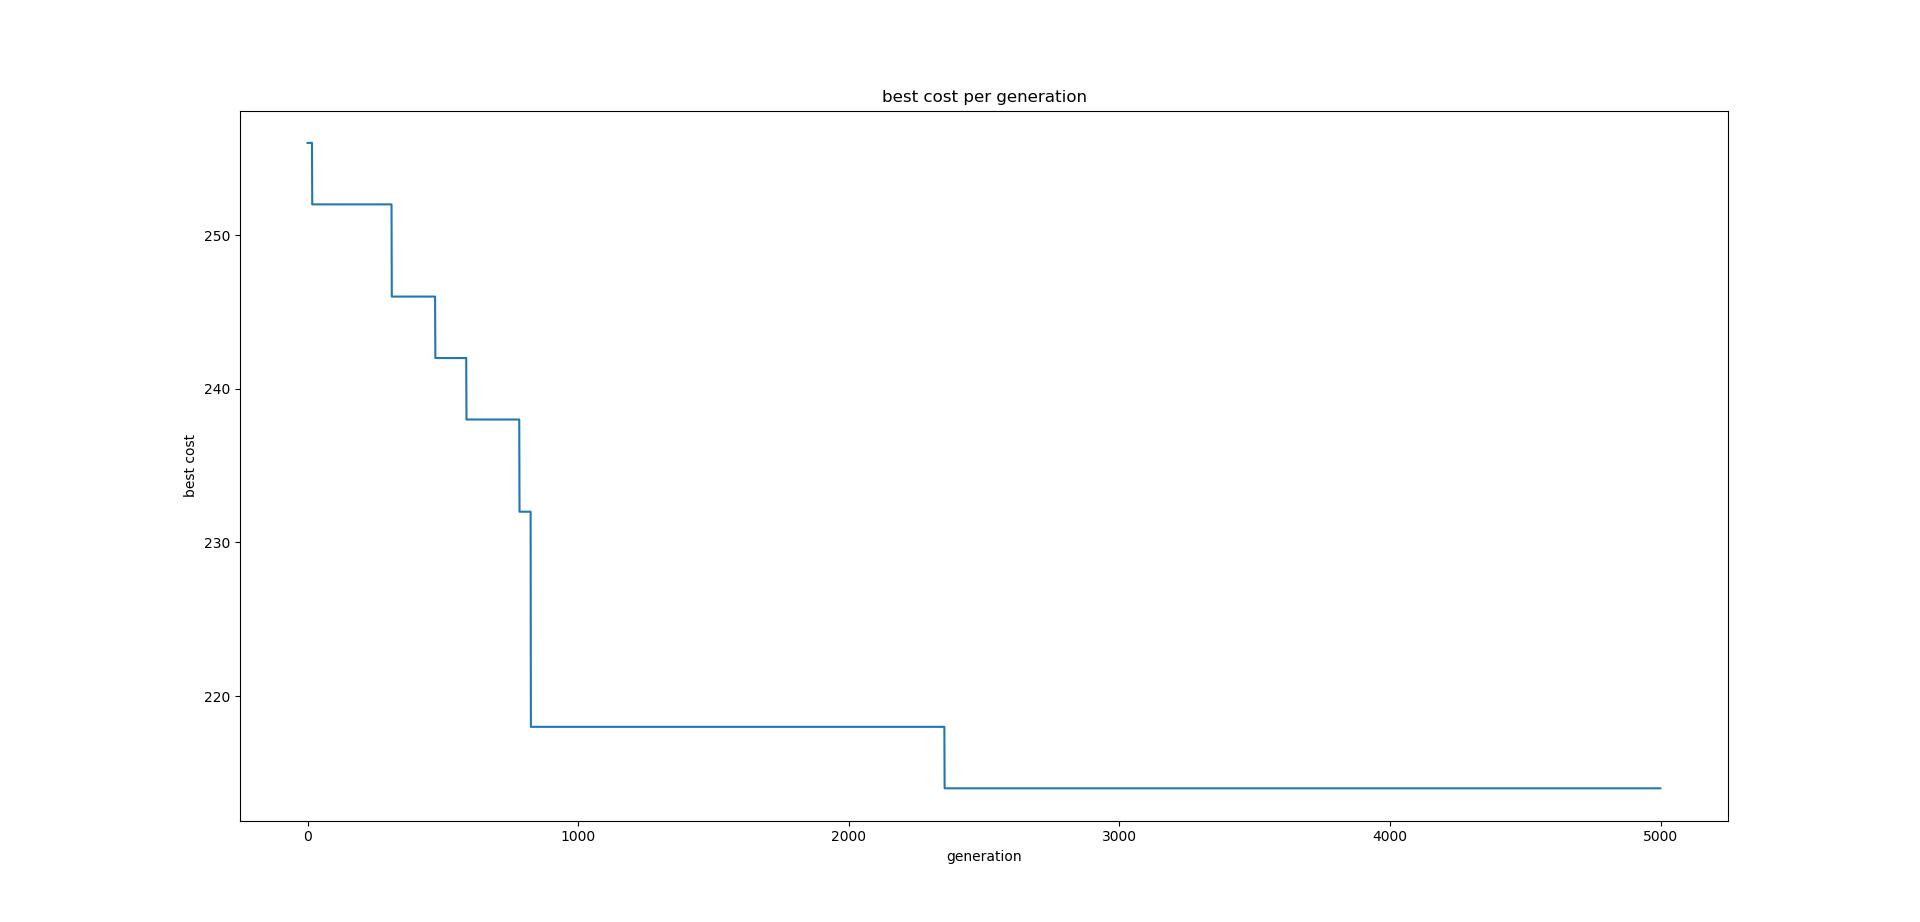 best cost per generation
250
240
230
220
best cost
0 1000 2000 3000 4000 5000
generation